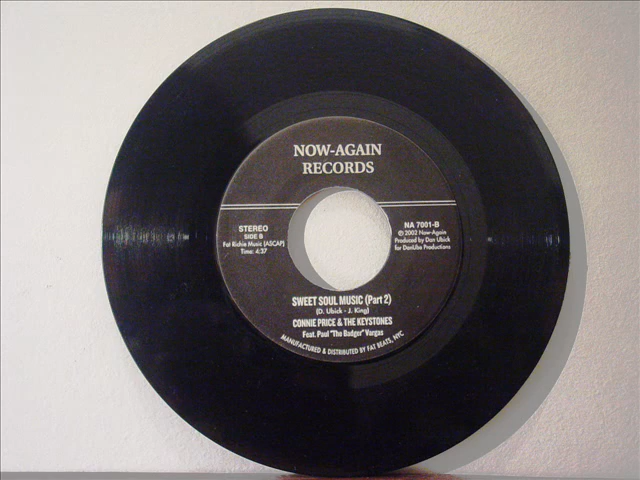 NOW-AGAIN
RECORDS
STEREO
SIDE B
Fat Richie Music (ASCAP)
Time: 4:37
NA 7001-B
℗ 2002 Now-Again
Produced by Dan Ubick
for DanUbe Productions
SWEET SOUL MUSIC (Part 2)
(D. Ubick - J. King)
CONNIE PRICE & THE KEYSTONES
Feat. Paul "The Badger" Vargas
MANUFACTURED & DISTRIBUTED BY FAT BEATS, NYC